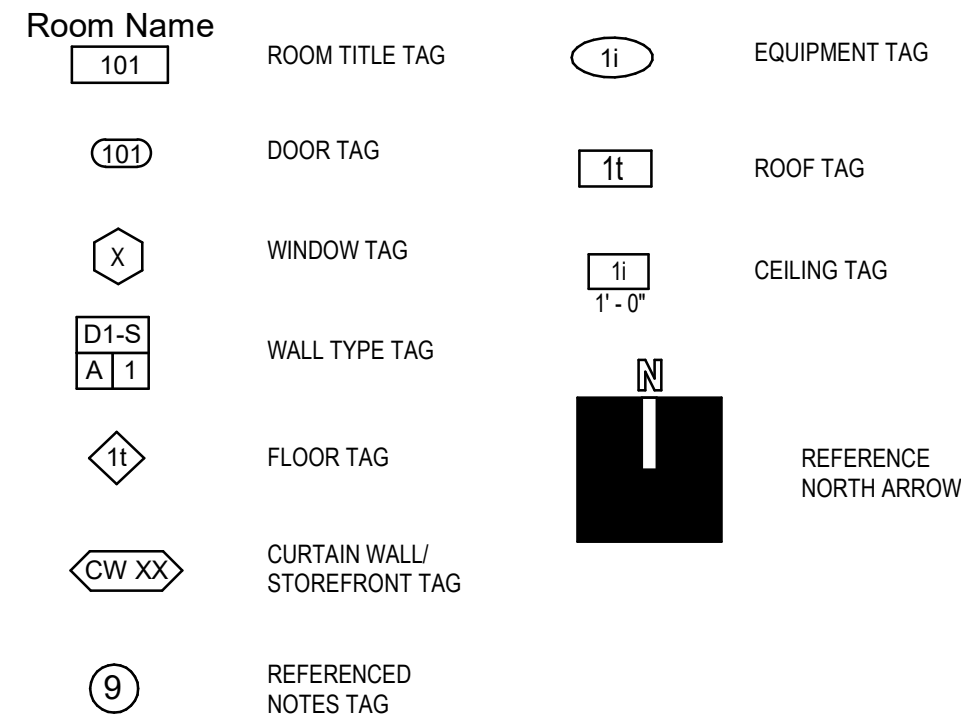 Room Name
101
ROOM TITLE TAG
101
DOOR TAG
X
WINDOW TAG
D1-S
A 1
WALL TYPE TAG
1t
FLOOR TAG
CW XX
CURTAIN WALL/
STOREFRONT TAG
9
REFERENCED
NOTES TAG
1i
EQUIPMENT TAG
1t
ROOF TAG
1i
1' - 0"
CEILING TAG
N
REFERENCE
NORTH ARROW